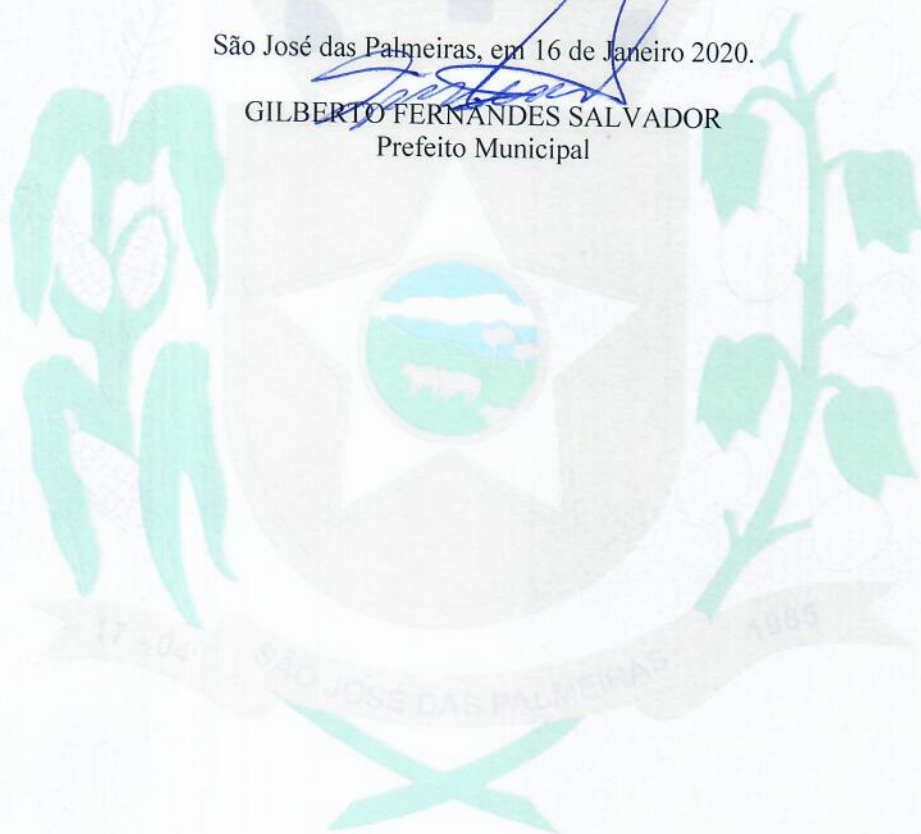 São José das Palmeiras, em 16 de Janeiro 2020.
GILBERTO FERNANDES SALVADOR
Prefeito Municipal
17 - 04 SÃO JOSÉ DAS PALMEIRAS 1985